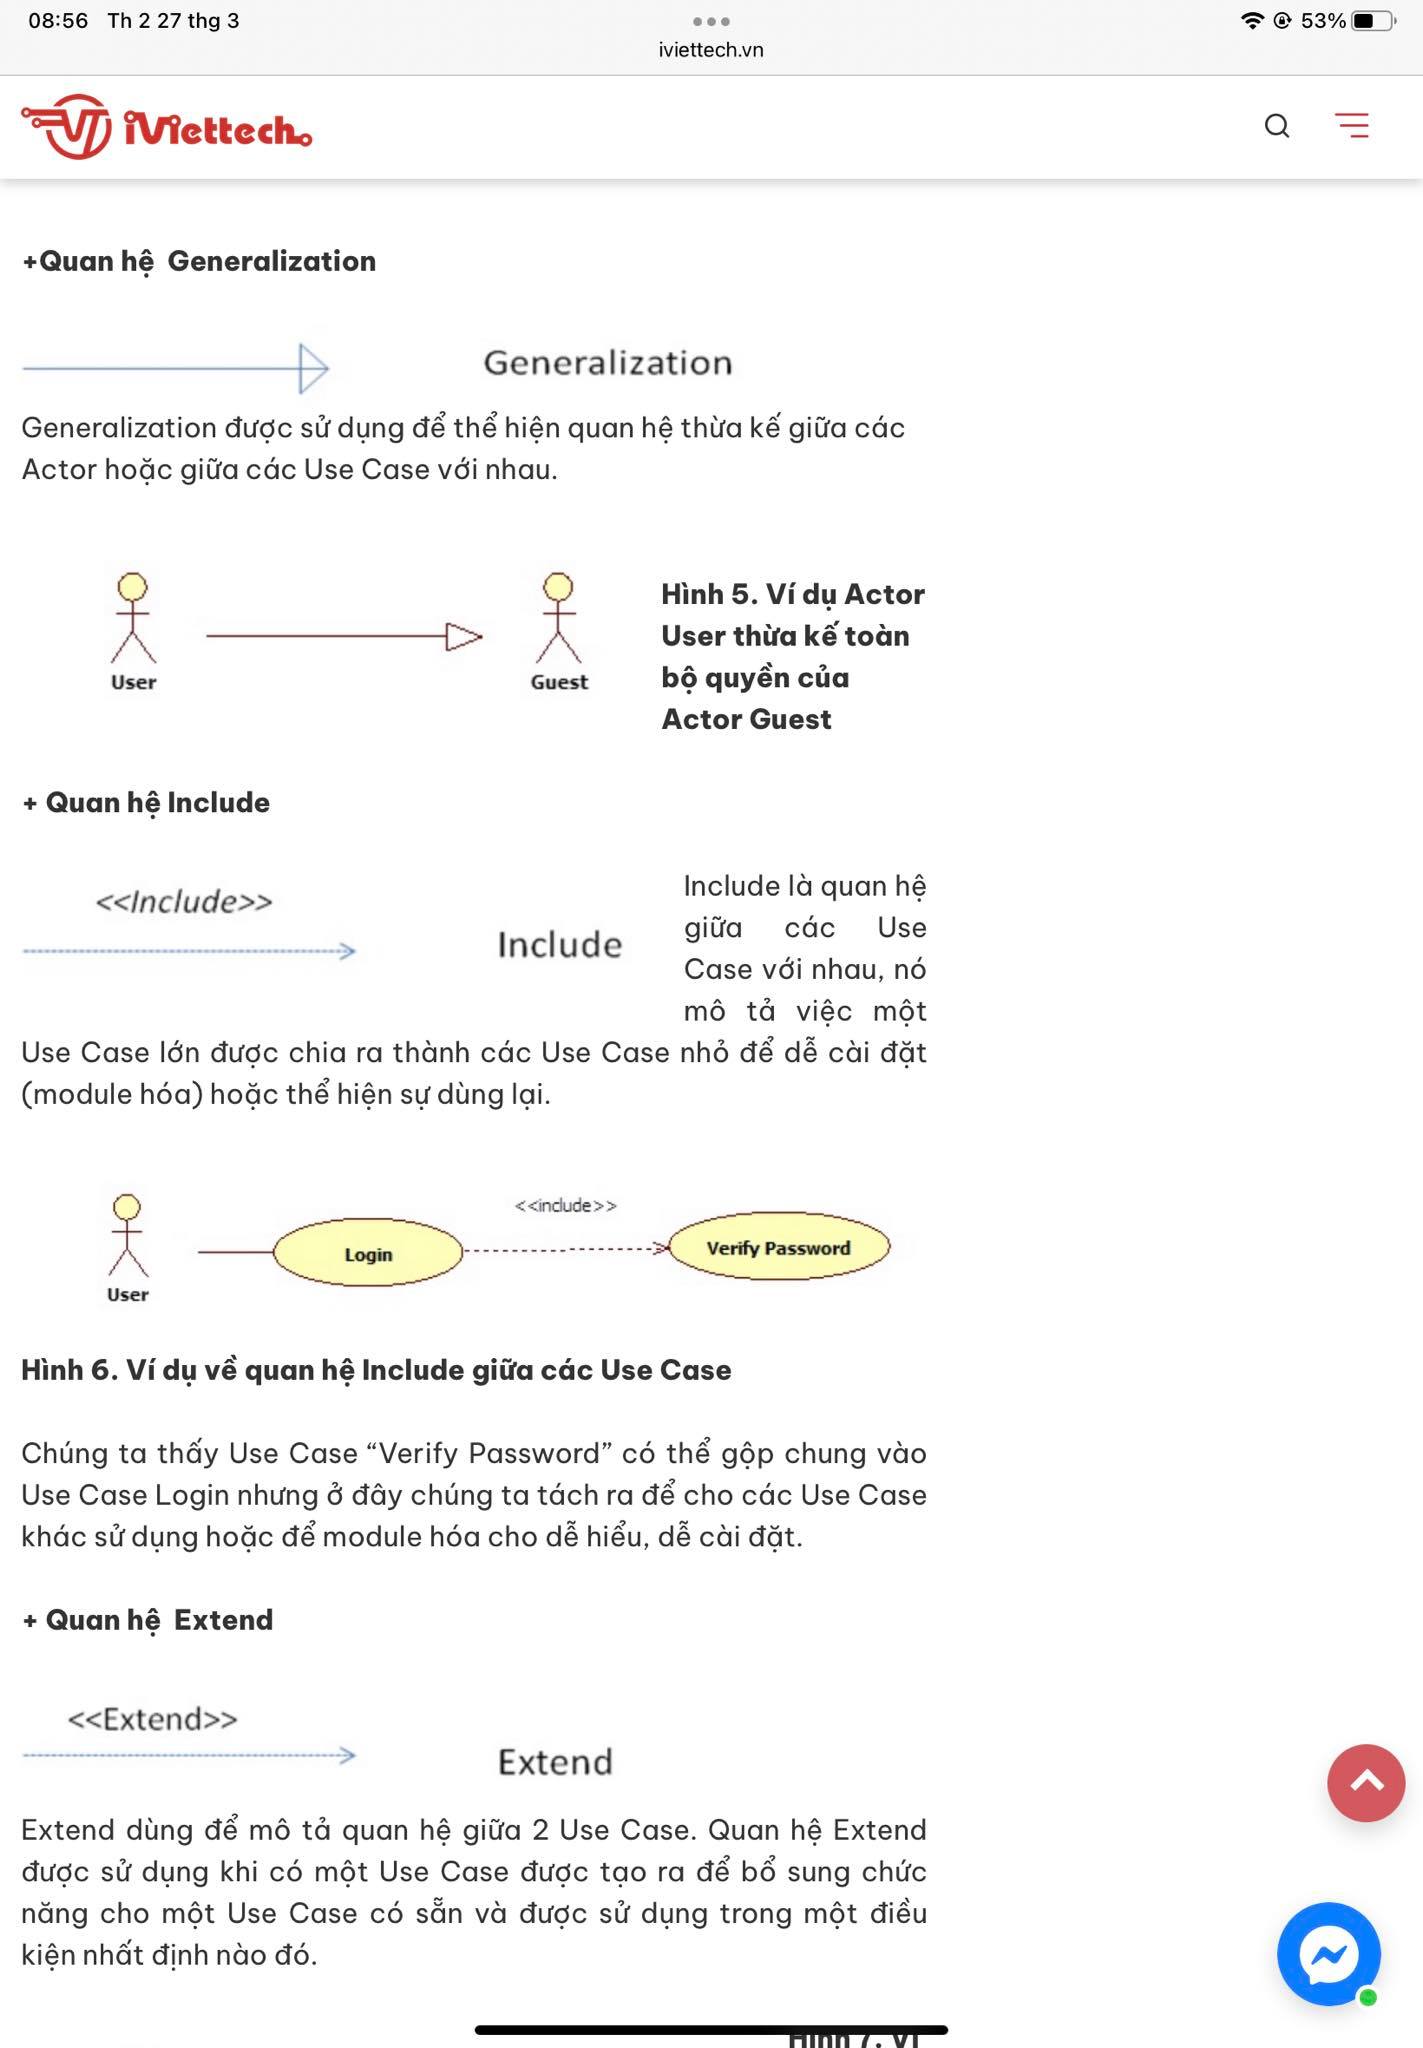 08:56 Th 2 27 thg 3
53%
iviettech.vn
iViettech
+Quan hệ Generalization
Generalization
Generalization được sử dụng để thể hiện quan hệ thừa kế giữa các
Actor hoặc giữa các Use Case với nhau.
User
Guest
Hình 5. Ví dụ Actor
User thừa kế toàn
bộ quyền của
Actor Guest
+ Quan hệ Include
<<Include>>
Include
Include là quan hệ
giữa các Use
Case với nhau, nó
mô tả việc một
Use Case lớn được chia ra thành các Use Case nhỏ để dễ cài đặt
(module hóa) hoặc thể hiện sự dùng lại.
User
Login
<<include>>
Verify Password
Hình 6. Ví dụ về quan hệ Include giữa các Use Case
Chúng ta thấy Use Case “Verify Password” có thể gộp chung vào
Use Case Login nhưng ở đây chúng ta tách ra để cho các Use Case
khác sử dụng hoặc để module hóa cho dễ hiểu, dễ cài đặt.
+ Quan hệ Extend
<<Extend>>
Extend
Extend dùng để mô tả quan hệ giữa 2 Use Case. Quan hệ Extend
được sử dụng khi có một Use Case được tạo ra để bổ sung chức
năng cho một Use Case có sẵn và được sử dụng trong một điều
kiện nhất định nào đó.